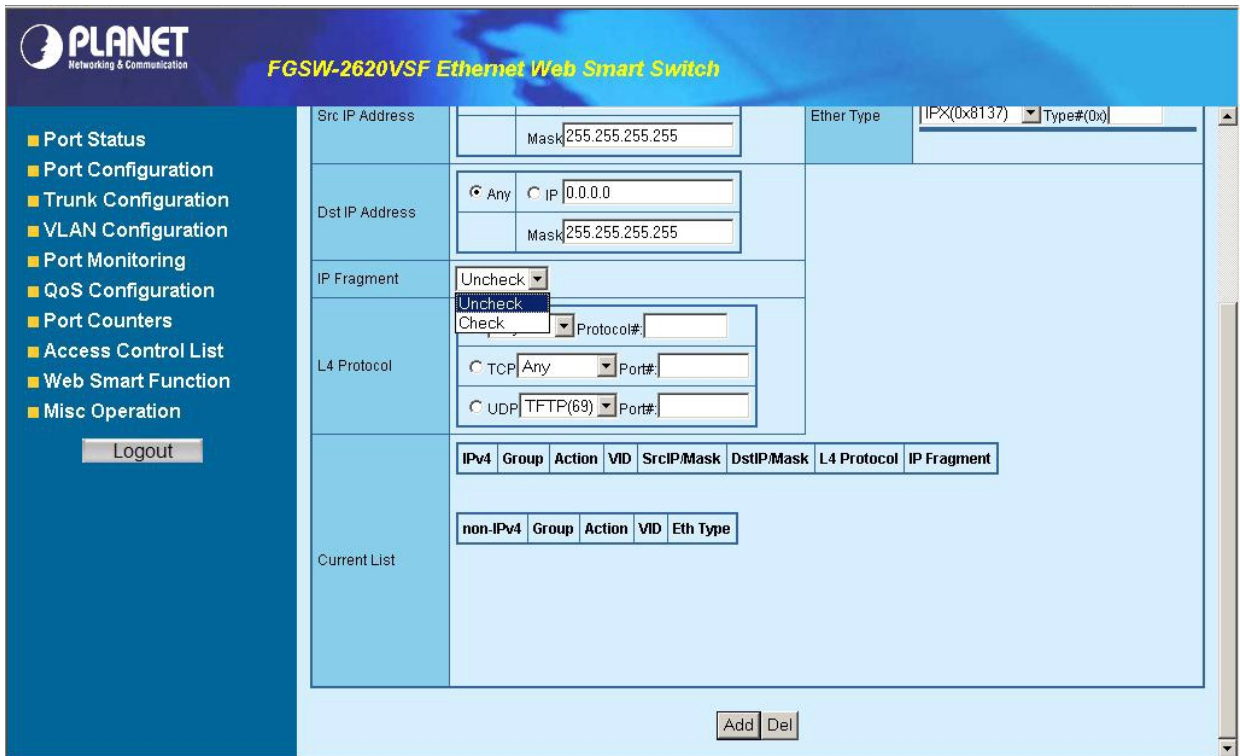 PLANET
Networking & Communication
FGSW-2620VSF Ethernet Web Smart Switch
Port Status
Port Configuration
Trunk Configuration
VLAN Configuration
Port Monitoring
QoS Configuration
Port Counters
Access Control List
Web Smart Function
Misc Operation
Logout
Src IP Address
Mask 255.255.255.255
Ether Type
IPX(0x8137) Type#(0x)
Dst IP Address
Any IP 0.0.0.0
Mask 255.255.255.255
IP Fragment
Uncheck
Uncheck
Check
L4 Protocol
Protocol#:
TCP Any Port#:
UDP TFTP(69) Port#:
Current List
IPv4 Group Action VID SrcIP/Mask DstIP/Mask L4 Protocol IP Fragment
non-IPv4 Group Action VID Eth Type
Add Del